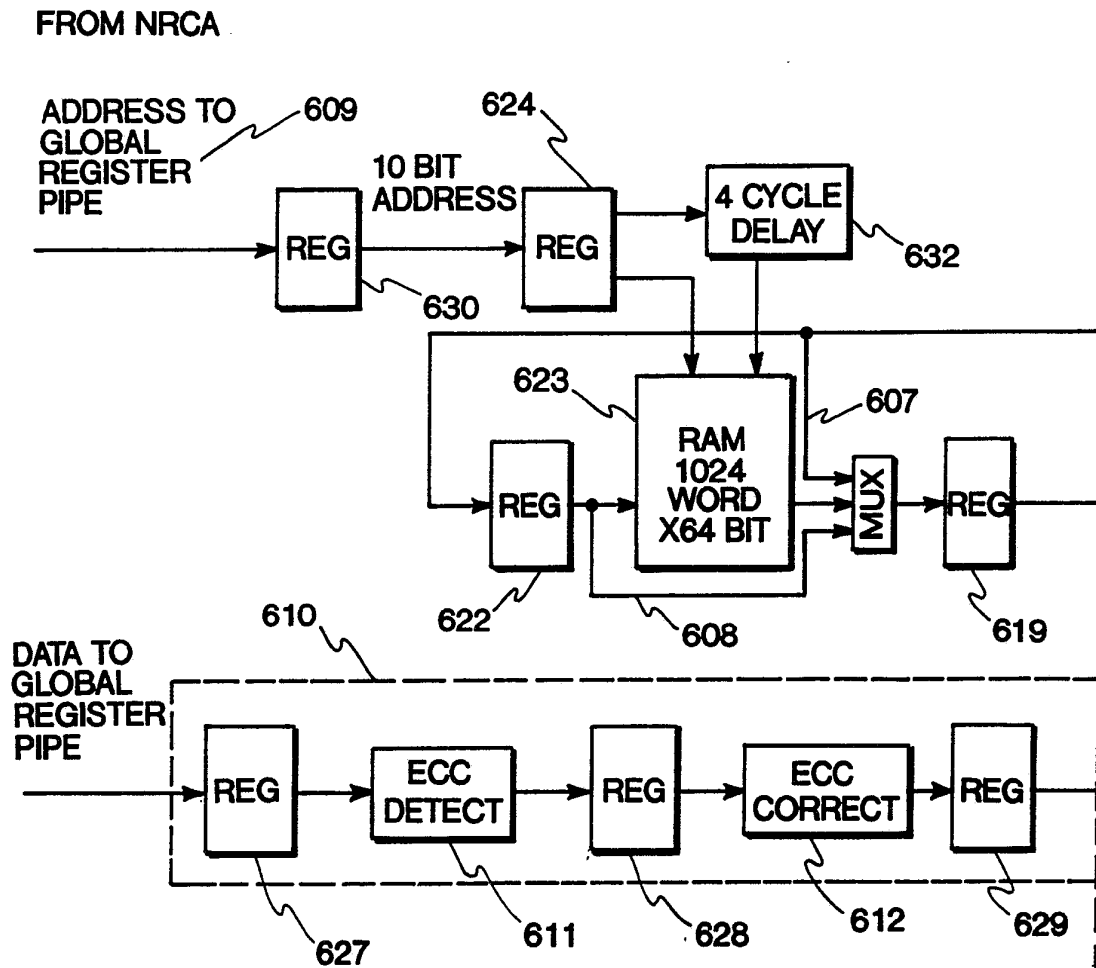 FROM NRCA
ADDRESS TO
GLOBAL
REGISTER
PIPE
609
10 BIT
ADDRESS
624
REG
630
REG
4 CYCLE
DELAY
632
623
RAM
1024
WORD
X64 BIT
607
REG
622
608
MUX
REG
619
610
DATA TO
GLOBAL
REGISTER
PIPE
REG
627
ECC
DETECT
611
REG
628
ECC
CORRECT
612
REG
629